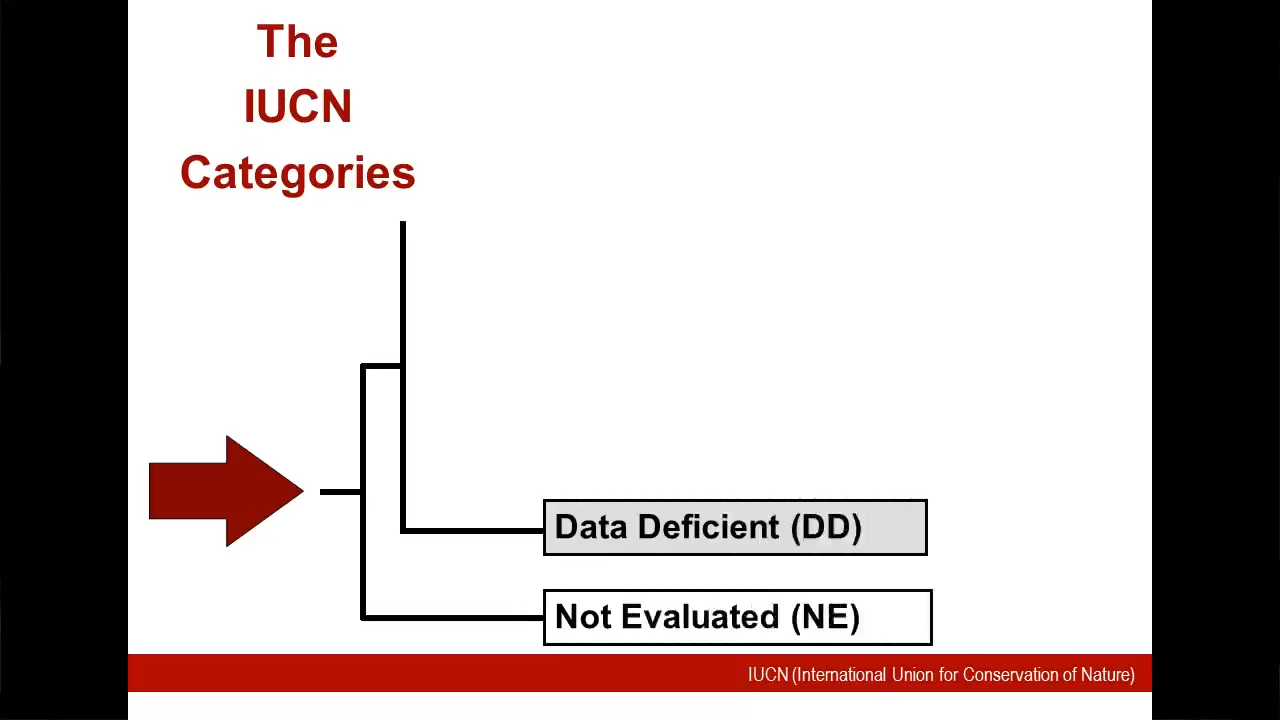 The
IUCN
Categories
Data Deficient (DD)
Not Evaluated (NE)
IUCN (International Union for Conservation of Nature)